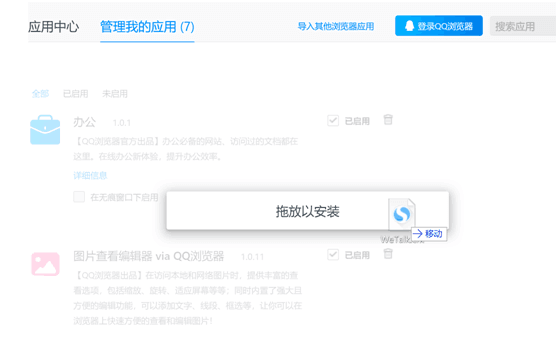 应用中心 管理我的应用 (7) 导入其他浏览器应用 登录QQ浏览器 搜索应用
全部 已启用 未启用
办公 1.0.1 已启用
【QQ浏览器官方出品】办公必备的网站，访问过的文档都在
这里。在线办公新体验，提升办公效率。
详细信息
在无痕窗口下启用
拖放以安装
移动
图片查看编辑器 via QQ浏览器 1.0.11 已启用
【QQ浏览器出品】在访问本地和网络图片时，提供丰富的查
看选项，包括缩放、旋转、适应屏幕等等；同时内置了强大且
方便的编辑功能，可以添加文字、线段、框选等，让你可以在
浏览器上快速方便的查看和编辑图片！